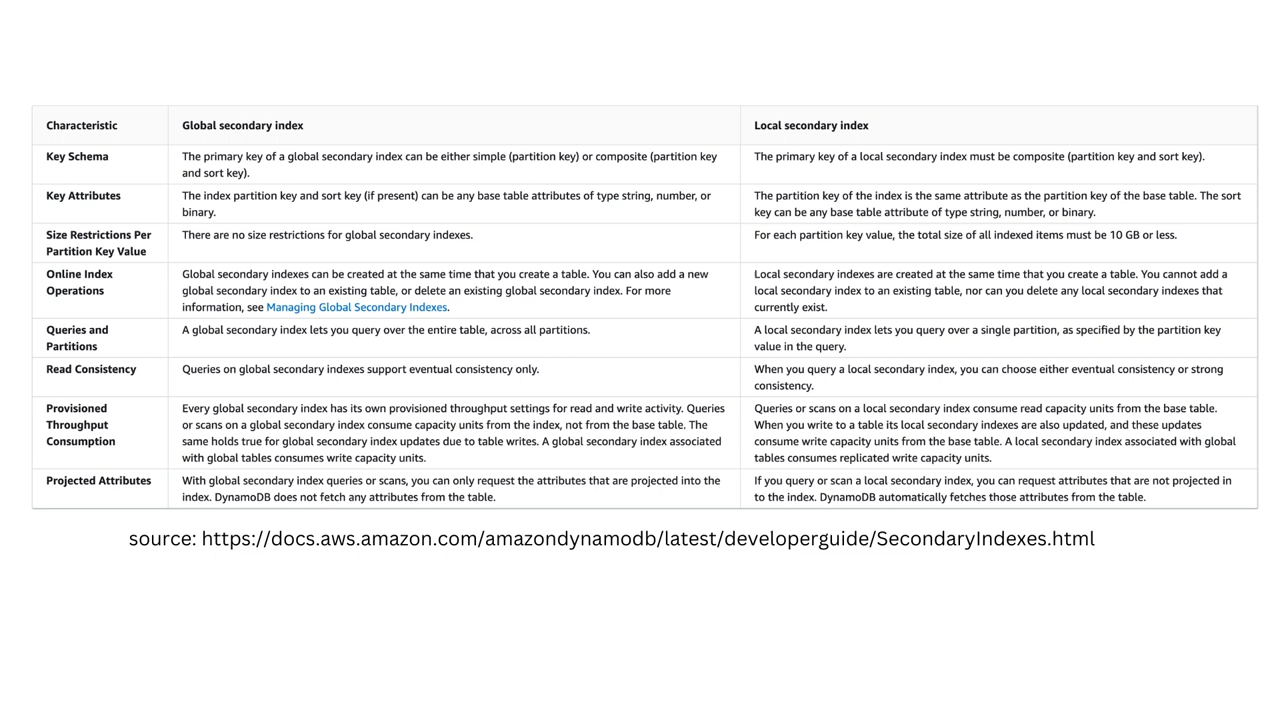 Characteristic
Global secondary index
Local secondary index
Key Schema
The primary key of a global secondary index can be either simple (partition key) or composite (partition key
and sort key).
The primary key of a local secondary index must be composite (partition key and sort key).
Key Attributes
The index partition key and sort key (if present) can be any base table attributes of type string, number, or
binary.
The partition key of the index is the same attribute as the partition key of the base table. The sort
key can be any base table attribute of type string, number, or binary.
Size Restrictions Per
Partition Key Value
There are no size restrictions for global secondary indexes.
For each partition key value, the total size of all indexed items must be 10 GB or less.
Online Index
Operations
Global secondary indexes can be created at the same time that you create a table. You can also add a new
global secondary index to an existing table, or delete an existing global secondary index. For more
information, see Managing Global Secondary Indexes.
Local secondary indexes are created at the same time that you create a table. You cannot add a
local secondary index to an existing table, nor can you delete any local secondary indexes that
currently exist.
Queries and
Partitions
A global secondary index lets you query over the entire table, across all partitions.
A local secondary index lets you query over a single partition, as specified by the partition key
value in the query.
Read Consistency
Queries on global secondary indexes support eventual consistency only.
When you query a local secondary index, you can choose either eventual consistency or strong
consistency.
Provisioned
Throughput
Consumption
Every global secondary index has its own provisioned throughput settings for read and write activity. Queries
or scans on a global secondary index consume capacity units from the index, not from the base table. The
same holds true for global secondary index updates due to table writes. A global secondary index associated
with global tables consumes write capacity units.
Queries or scans on a local secondary index consume read capacity units from the base table.
When you write to a table its local secondary indexes are also updated, and these updates
consume write capacity units from the base table. A local secondary index associated with global
tables consumes replicated write capacity units.
Projected Attributes
With global secondary index queries or scans, you can only request the attributes that are projected into the
index. DynamoDB does not fetch any attributes from the table.
If you query or scan a local secondary index, you can request attributes that are not projected in
to the index. DynamoDB automatically fetches those attributes from the table.
source: https://docs.aws.amazon.com/amazondynamodb/latest/developerguide/SecondaryIndexes.html